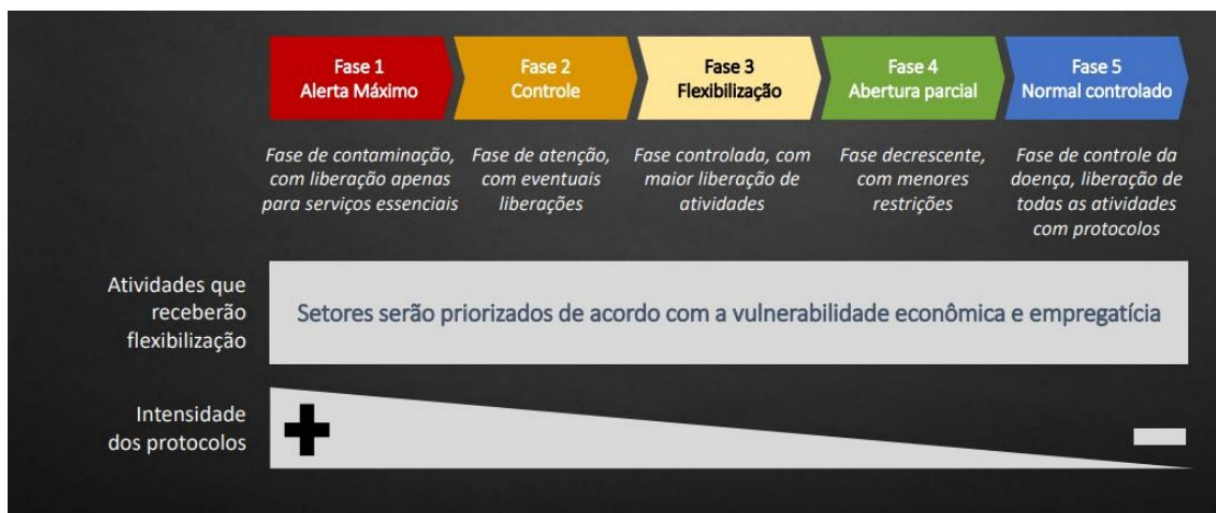 Fase 1
Alerta Máximo
Fase 2
Controle
Fase 3
Flexibilização
Fase 4
Abertura parcial
Fase 5
Normal controlado
Fase de contaminação,
com liberação apenas
para serviços essenciais
Fase de atenção,
com eventuais
liberações
Fase controlada, com
maior liberação de
atividades
Fase decrescente,
com menores
restrições
Fase de controle da
doença, liberação de
todas as atividades
com protocolos
Atividades que
receberão
flexibilização
Setores serão priorizados de acordo com a vulnerabilidade econômica e empregatícia
Intensidade
dos protocolos